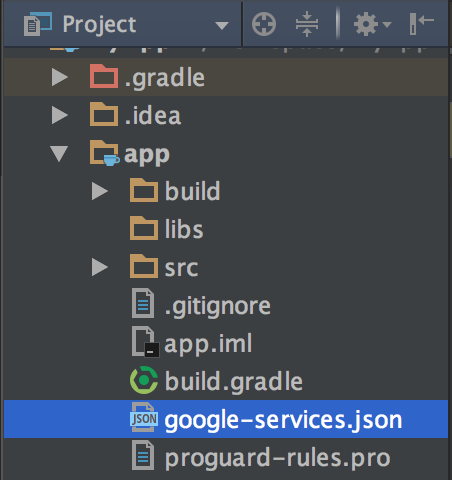 Project
.gradle
.idea
app
build
libs
src
.gitignore
app.iml
build.gradle
JSON google-services.json
proguard-rules.pro